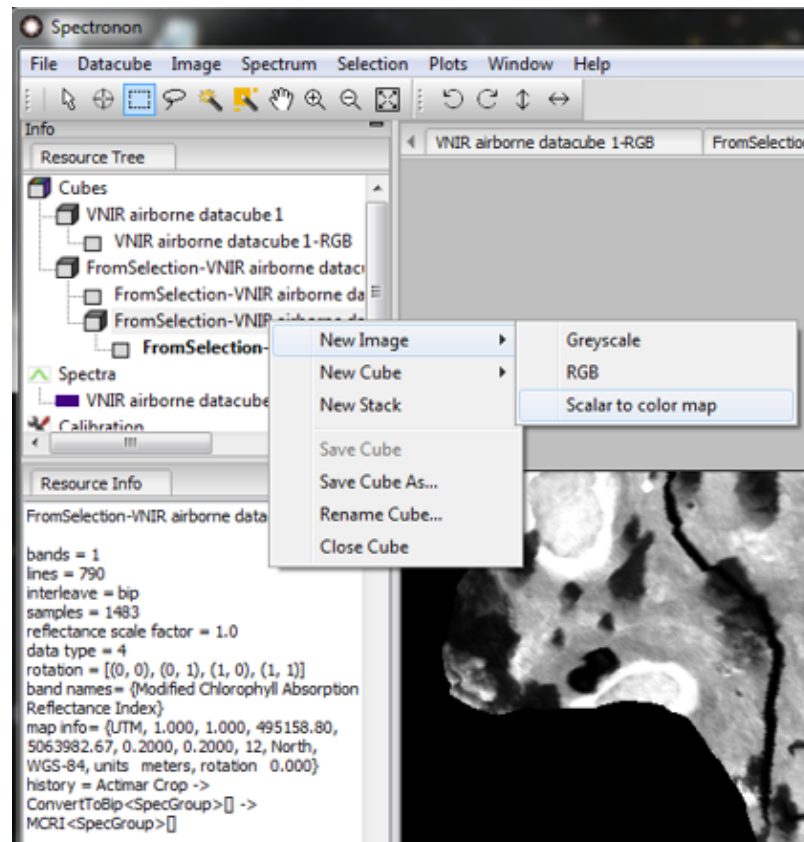 Spectronon
File Datacube Image Spectrum Selection Plots Window Help
Info
Resource Tree
VNIR airborne datacube 1-RGB
FromSelection
Cubes
VNIR airborne datacube 1
VNIR airborne datacube 1-RGB
FromSelection-VNIR airborne
FromSelection-VNIR airborne
FromSelection-VNIR
FromSelection-
Spectra
VNIR airborne datacube
Calibration
New Image
New Cube
New Stack
Save Cube
Save Cube As...
Rename Cube...
Close Cube
Greyscale
RGB
Scalar to color map
Resource Info
FromSelection-VNIR airborne data
bands = 1
lines = 790
interleave = bip
samples = 1483
reflectance scale factor = 1.0
data type = 4
rotation = [(0, 0), (0, 1), (1, 0), (1, 1)]
band names= {Modified Chlorophyll Absorption
Reflectance Index}
map info= {UTM, 1.000, 1.000, 495158.80,
5063982.67, 0.2000, 0.2000, 12, North,
WGS-84, units meters, rotation 0.000}
history = Actimar Crop ->
ConvertToBip<SpecGroup>[] ->
MCRI<SpecGroup>[]